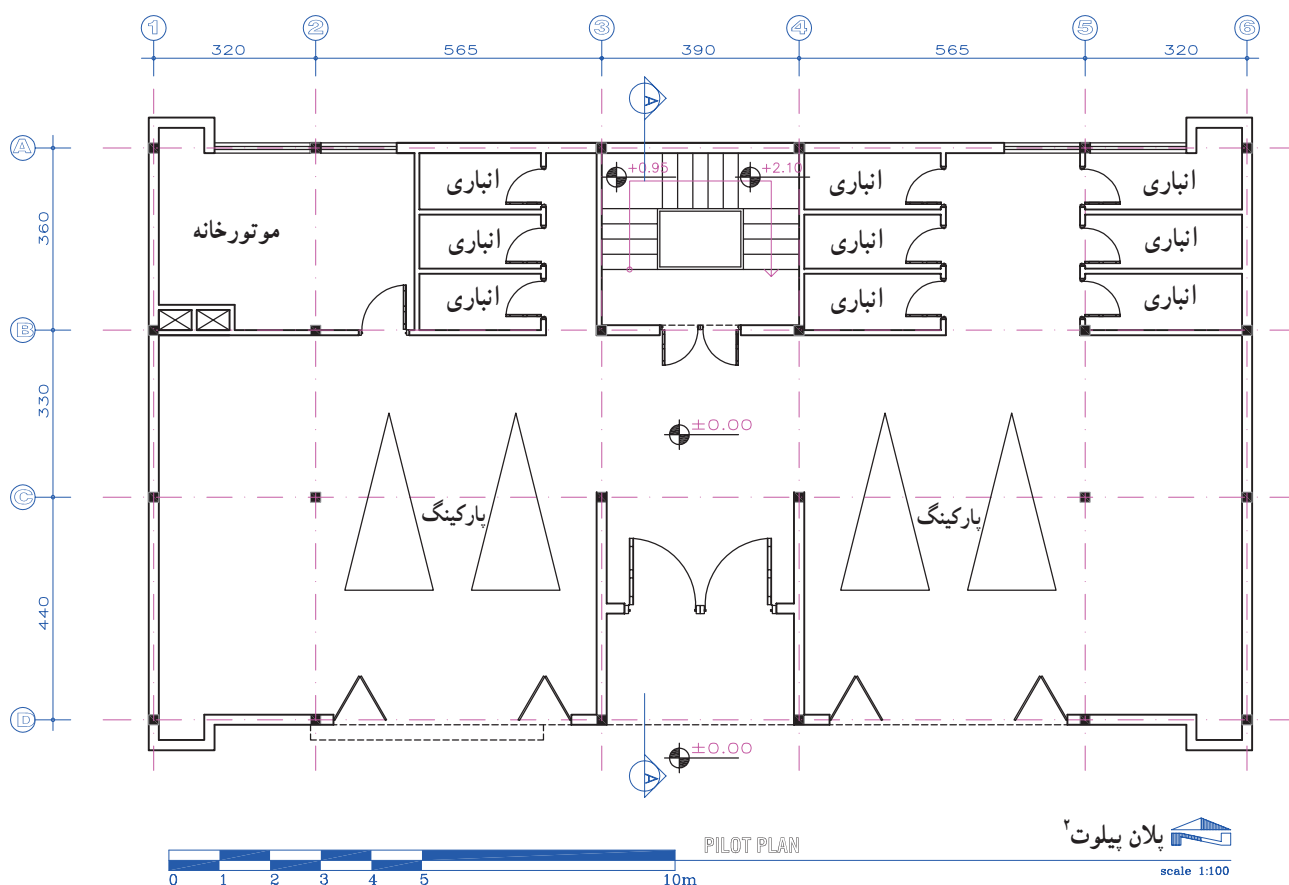 1 2 3 4 5 6
320 565 390 565 320
A
A
+0.95 +2.10
انباری انباری انباری
360
موتورخانه
انباری انباری انباری
انباری انباری انباری
B
±0.00
330
C
پارکینگ پارکینگ
440
D
±0.00
A
پلان پیلوت۲
PILOT PLAN
scale 1:100
0 1 2 3 4 5 10m